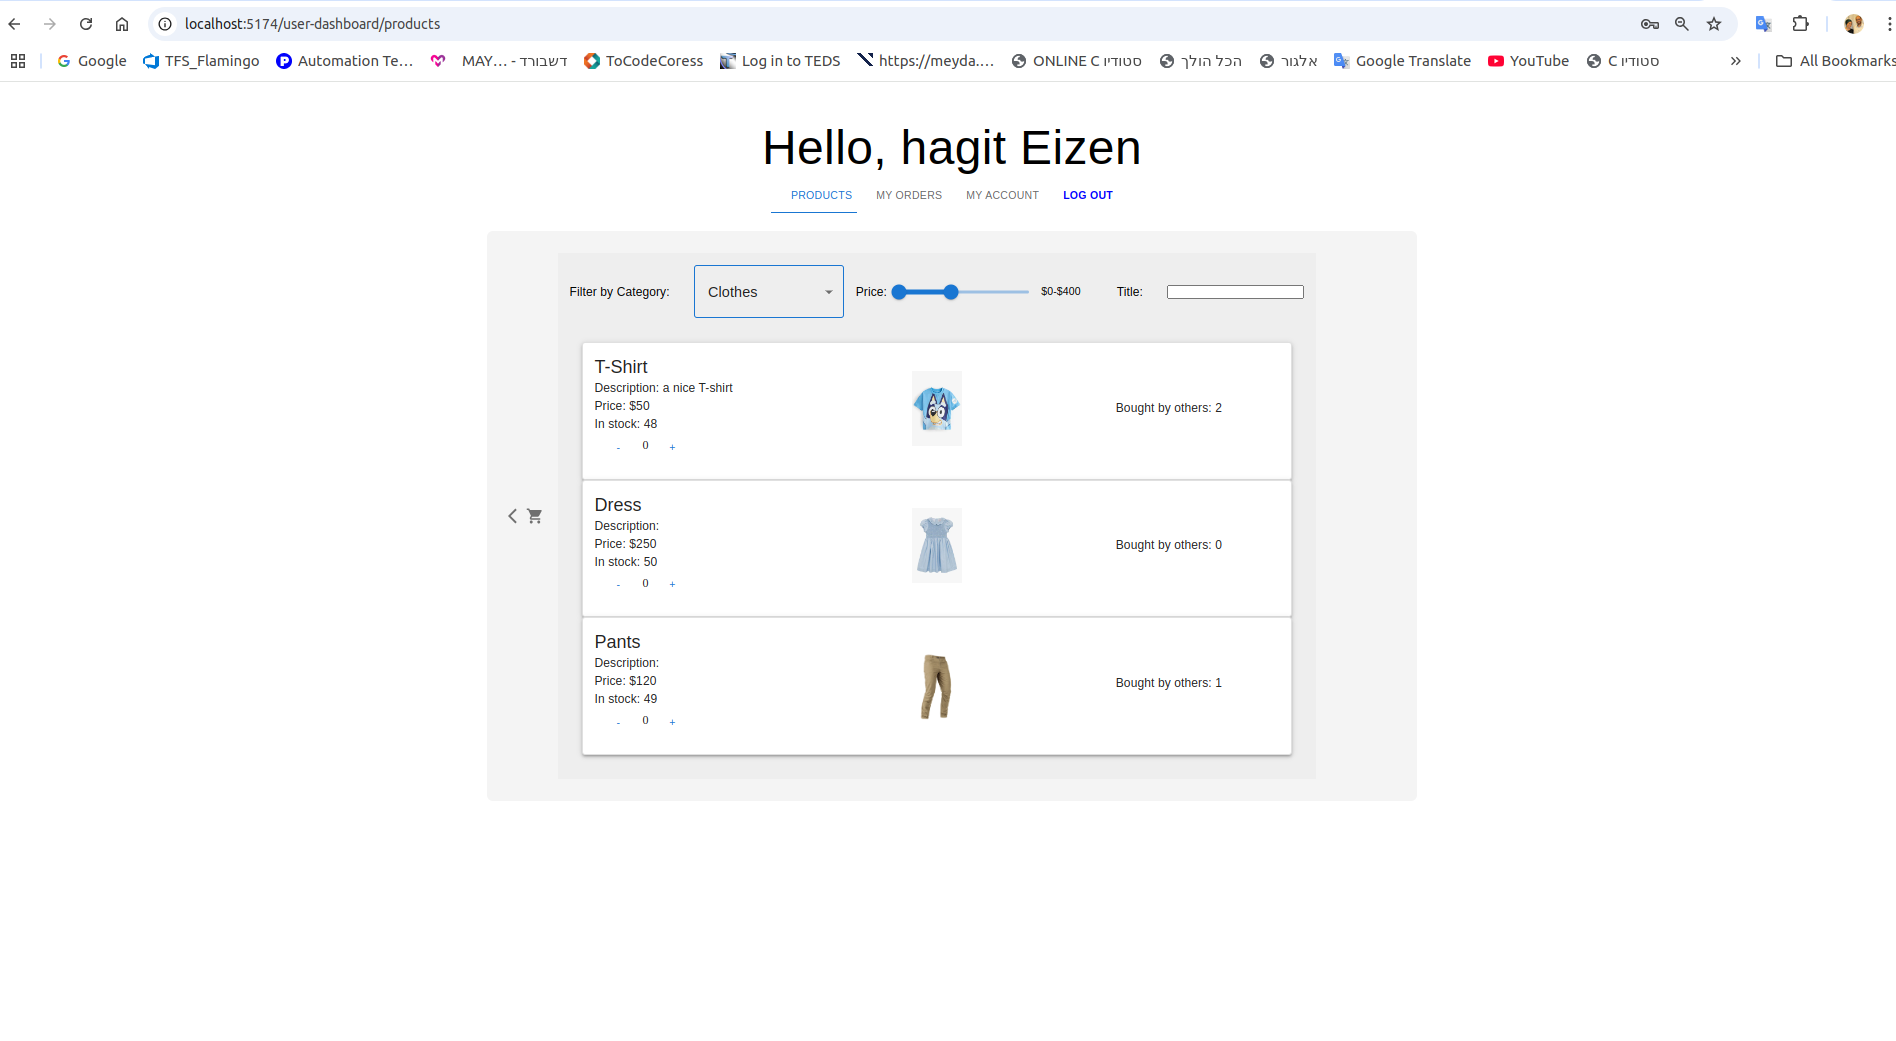 localhost:5174/user-dashboard/products
Google TFS_Flamingo Automation Te... MAY... - דשבורד ToCodeCoress Log in to TEDS https://meyda.... ONLINE C סטודיו הכל הולך אלגור Google Translate YouTube C סטודיו » All Bookmarks
Hello, hagit Eizen
PRODUCTS MY ORDERS MY ACCOUNT LOG OUT
Filter by Category: Clothes Price: $0-$400 Title:
T-Shirt
Description: a nice T-shirt
Price: $50
In stock: 48
- 0 +
Bought by others: 2
Dress
Description:
Price: $250
In stock: 50
- 0 +
Bought by others: 0
Pants
Description:
Price: $120
In stock: 49
- 0 +
Bought by others: 1